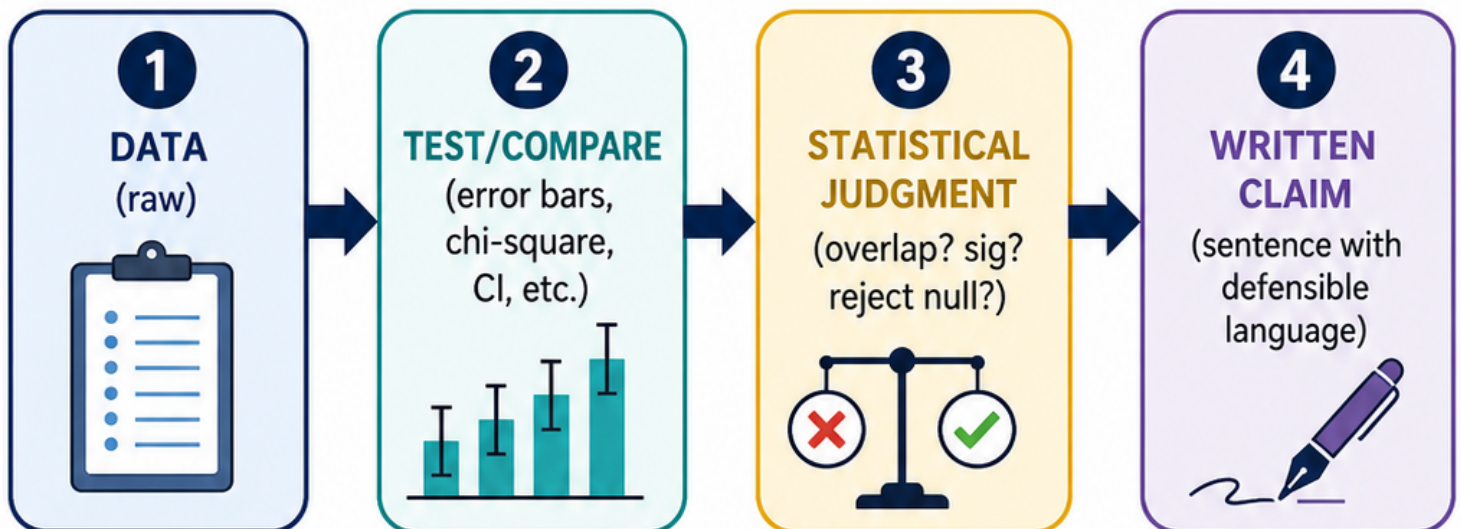 1
DATA
(raw)
2
TEST/COMPARE
(error bars,
chi-square,
CI, etc.)
3
STATISTICAL
JUDGMENT
(overlap? sig?
reject null?)
4
WRITTEN
CLAIM
(sentence with
defensible
language)